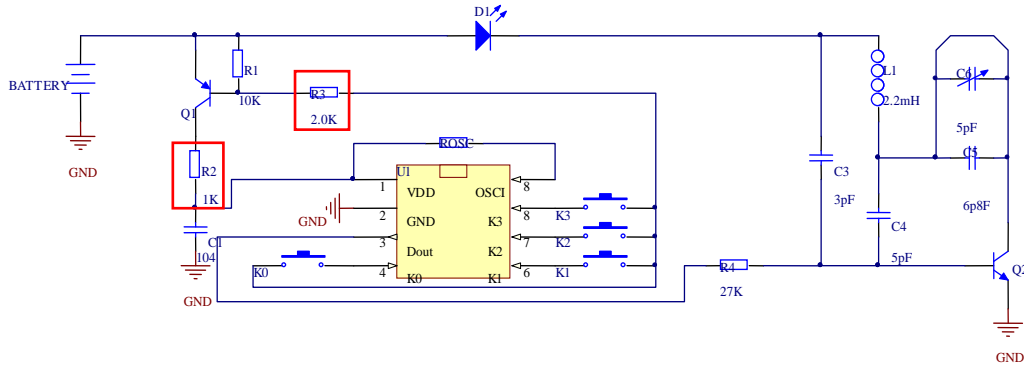 D1
BATTERY
R1
10K
R3
2.0K
L1
2.2mH
C6
5pF
Q1
GND
R2
1K
ROSC
U1
1
VDD
OSCI
8
C5
6p8F
C3
3pF
GND
2
GND
K3
8
K3
C4
5pF
C1
104
3
Dout
K2
7
K2
GND
K0
4
K0
K1
6
K1
R4
27K
Q2
GND